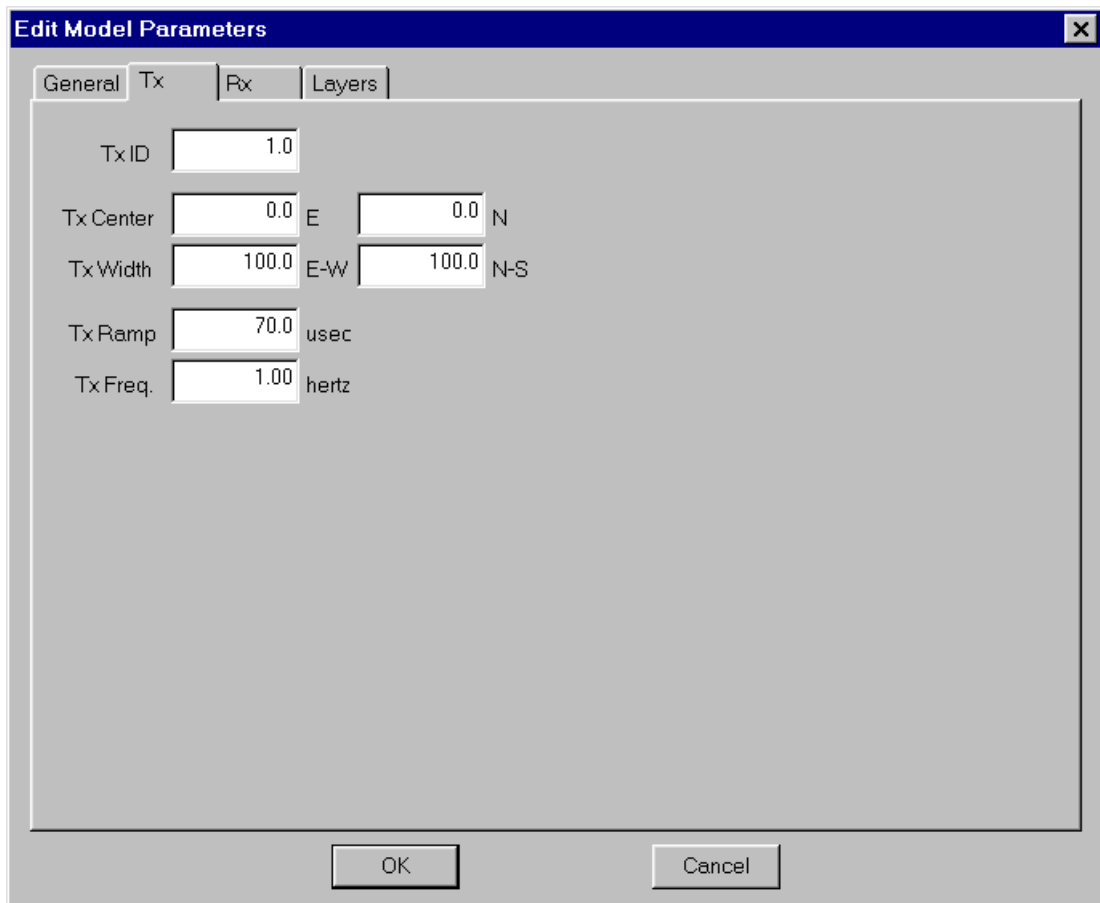 Edit Model Parameters
General Tx Rx Layers
Tx ID 1.0
Tx Center 0.0 E 0.0 N
Tx Width 100.0 E-W 100.0 N-S
Tx Ramp 70.0 usec
Tx Freq. 1.00 hertz
OK Cancel